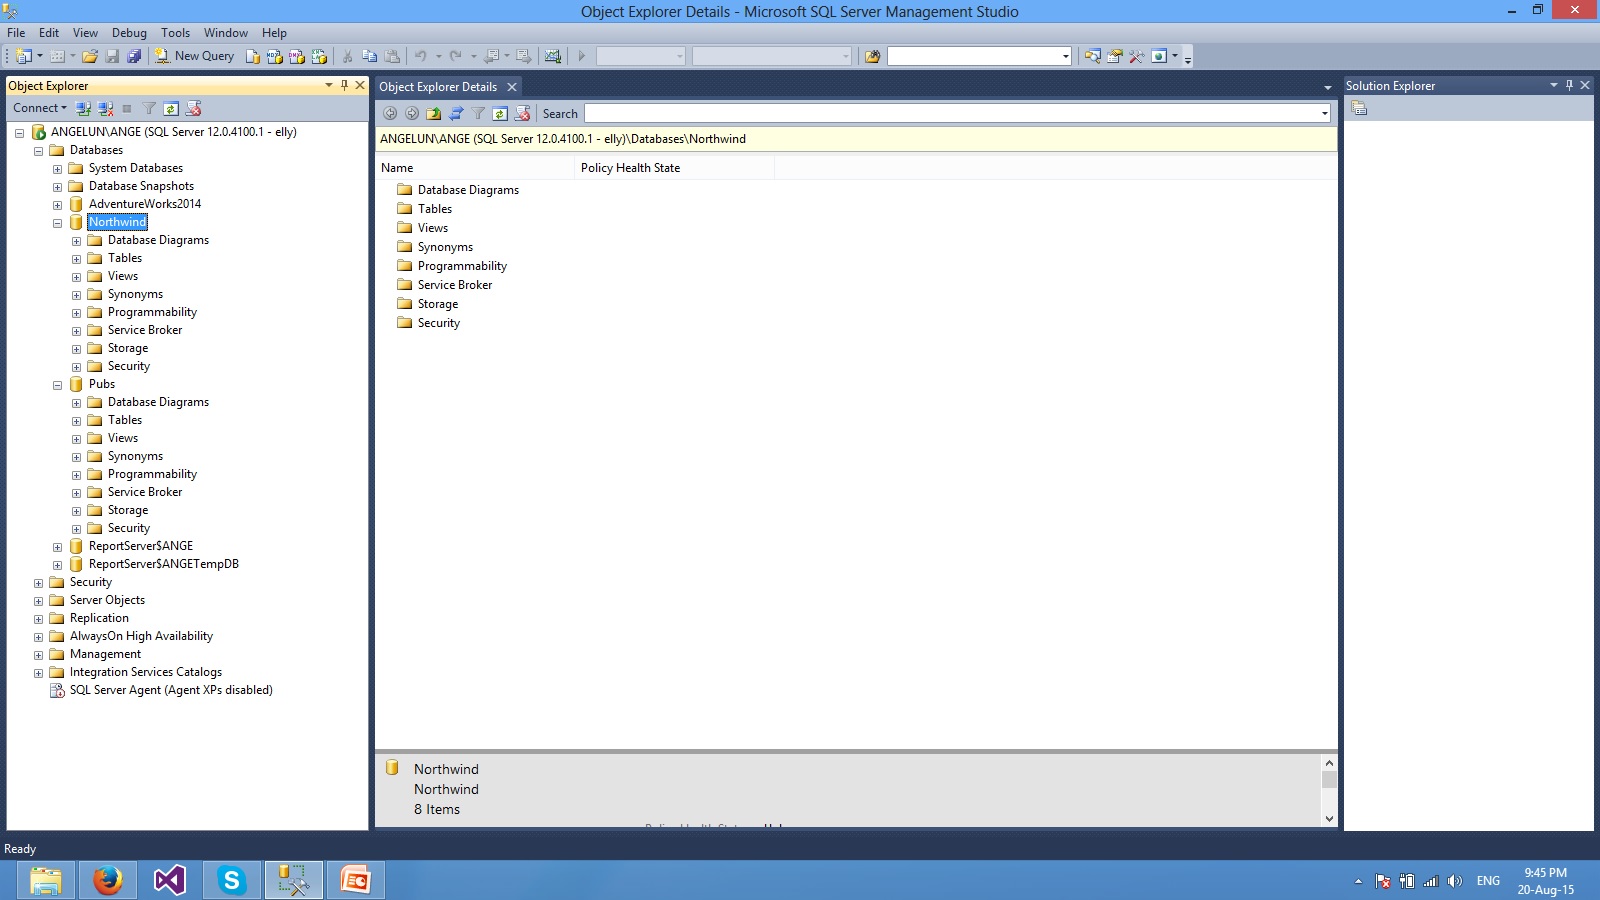 Object Explorer Details - Microsoft SQL Server Management Studio
File Edit View Debug Tools Window Help
New Query
Object Explorer
Connect
ANGELUN\ANGE (SQL Server 12.0.4100.1 - elly)
Databases
System Databases
Database Snapshots
AdventureWorks2014
Northwind
Database Diagrams
Tables
Views
Synonyms
Programmability
Service Broker
Storage
Security
Pubs
Database Diagrams
Tables
Views
Synonyms
Programmability
Service Broker
Storage
Security
ReportServer$ANGE
ReportServer$ANGETempDB
Security
Server Objects
Replication
AlwaysOn High Availability
Management
Integration Services Catalogs
SQL Server Agent (Agent XPs disabled)
Object Explorer Details
Search
ANGELUN\ANGE (SQL Server 12.0.4100.1 - elly)\Databases\Northwind
Name Policy Health State
Database Diagrams
Tables
Views
Synonyms
Programmability
Service Broker
Storage
Security
Northwind
Northwind
8 Items
Solution Explorer
Ready
ENG
9:45 PM
20-Aug-15